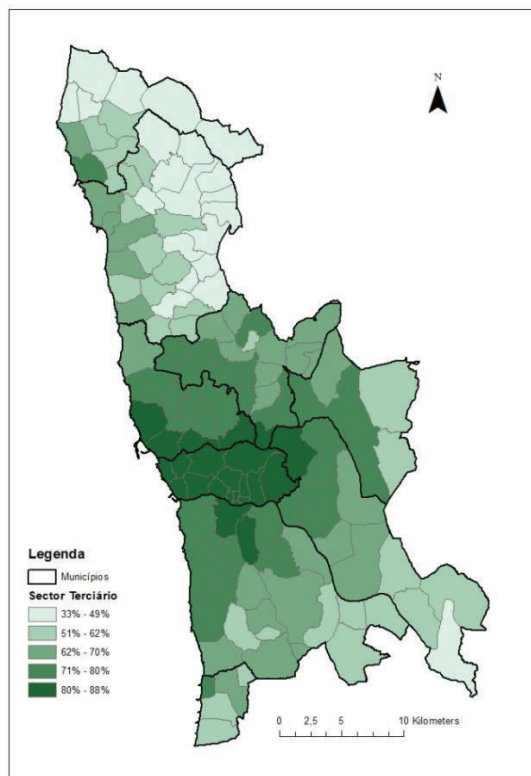 N
Legenda
Municípios
Sector Terciário
33% - 49%
51% - 62%
62% - 70%
71% - 80%
80% - 88%
0 2,5 5 10 Kilometers